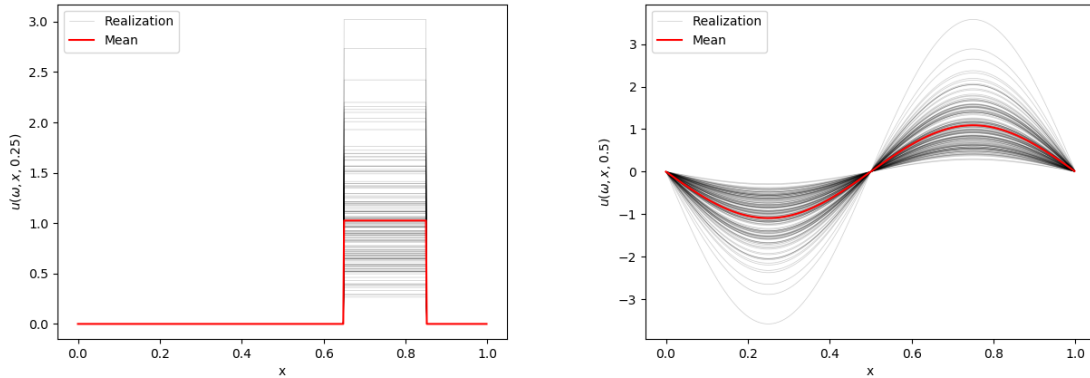 Realization
Mean
3.0
2.5
2.0
1.5
1.0
0.5
0.0
u(ω, x, 0.25)
0.0 0.2 0.4 0.6 0.8 1.0
x
Realization
Mean
3
2
1
0
−1
−2
−3
u(ω, x, 0.5)
0.0 0.2 0.4 0.6 0.8 1.0
x